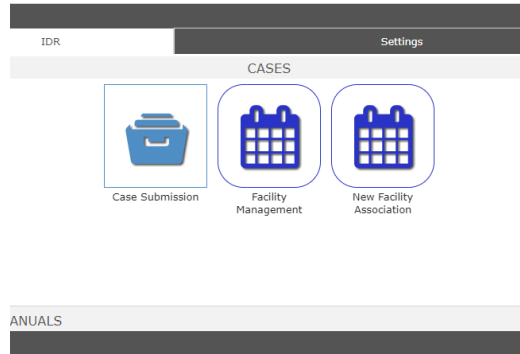 IDR
Settings
CASES
Case Submission
Facility
Management
New Facility
Association
ANUALS